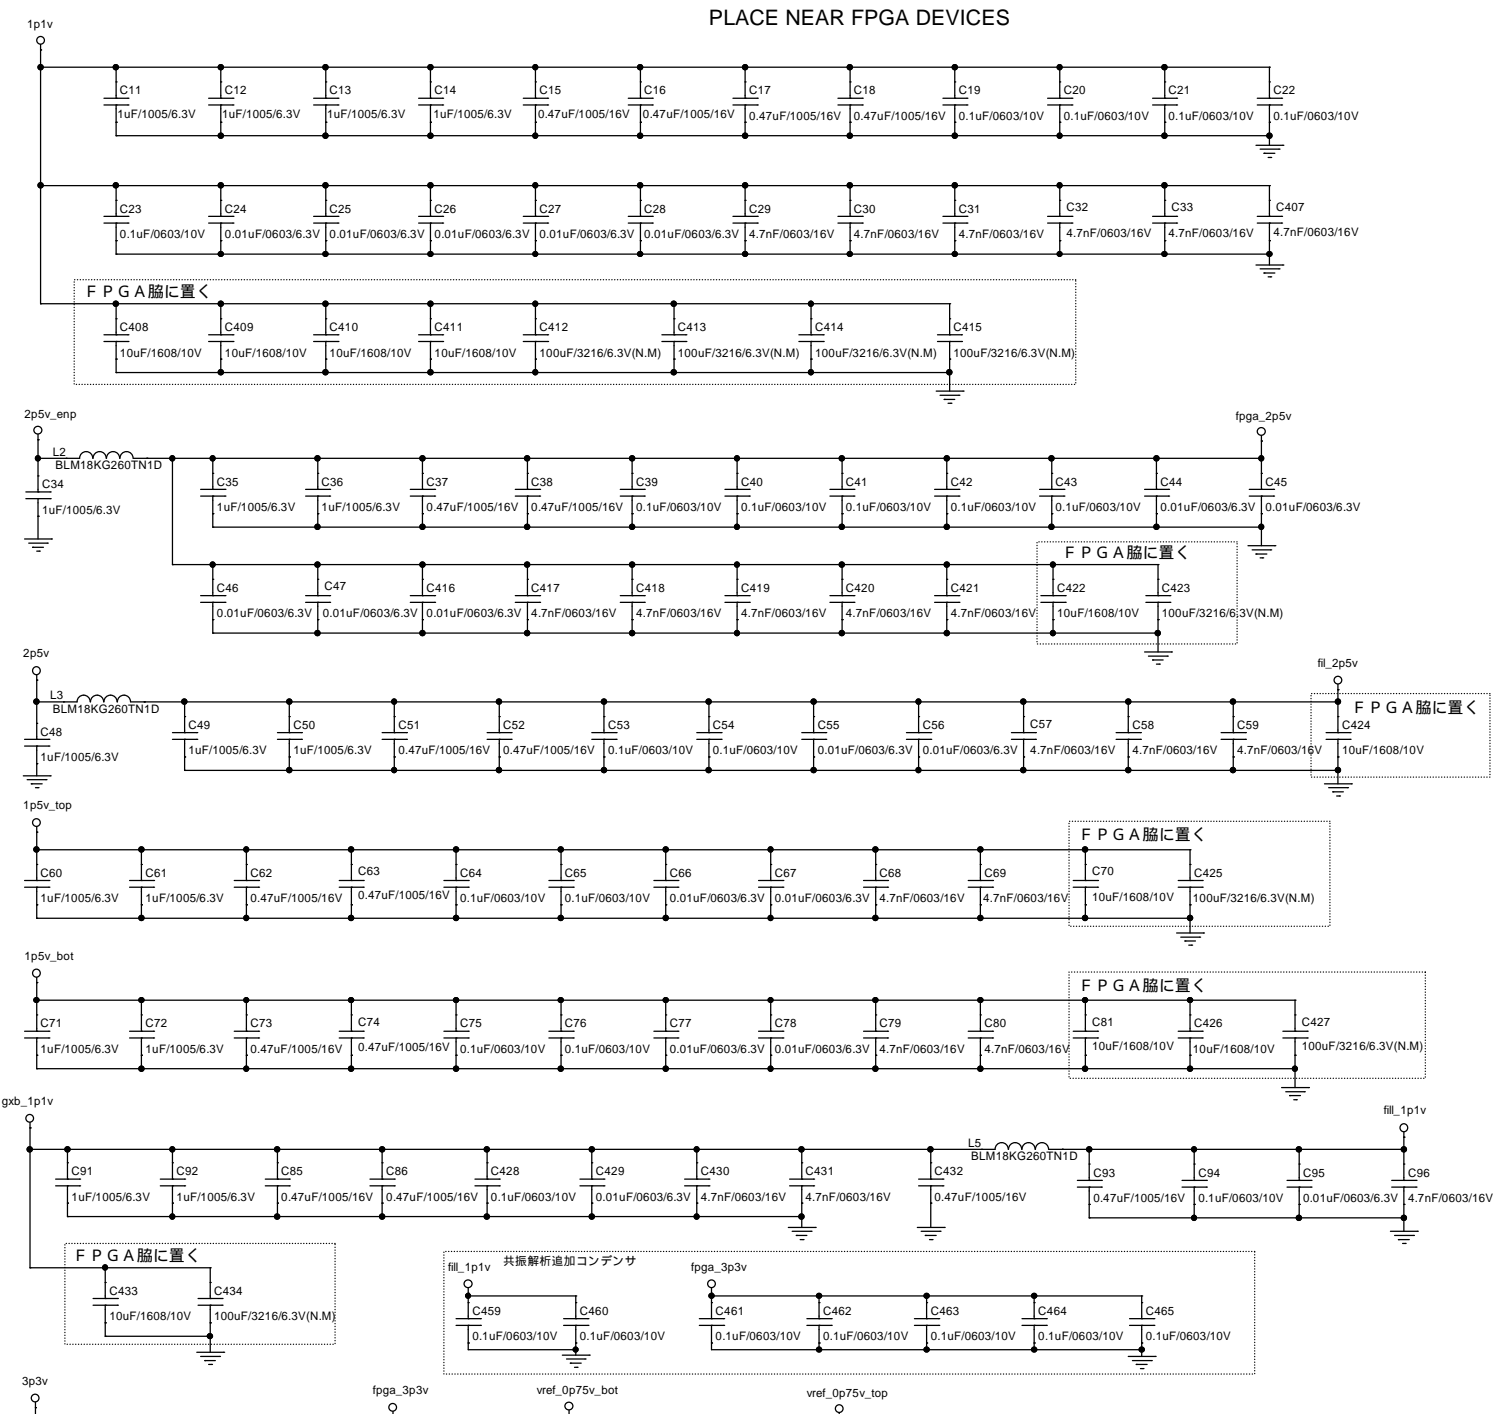 PLACE NEAR FPGA DEVICES
1p1v
C11 C12 C13 C14 C15 C16 C17 C18 C19 C20 C21 C22
1uF/1005/6.3V 1uF/1005/6.3V 1uF/1005/6.3V 1uF/1005/6.3V 0.47uF/1005/16V 0.47uF/1005/16V 0.47uF/1005/16V 0.47uF/1005/16V 0.1uF/0603/10V 0.1uF/0603/10V 0.1uF/0603/10V 0.1uF/0603/10V
C23 C24 C25 C26 C27 C28 C29 C30 C31 C32 C33 C407
0.1uF/0603/10V 0.01uF/0603/6.3V 0.01uF/0603/6.3V 0.01uF/0603/6.3V 0.01uF/0603/6.3V 0.01uF/0603/6.3V 4.7nF/0603/16V 4.7nF/0603/16V 4.7nF/0603/16V 4.7nF/0603/16V 4.7nF/0603/16V 4.7nF/0603/16V
ＦＰＧＡ脇に置く
C408 C409 C410 C411 C412 C413 C414 C415
10uF/1608/10V 10uF/1608/10V 10uF/1608/10V 10uF/1608/10V 100uF/3216/6.3V(N.M) 100uF/3216/6.3V(N.M) 100uF/3216/6.3V(N.M) 100uF/3216/6.3V(N.M)
2p5v_enp fpga_2p5v
L2
BLM18KG260TN1D
C34 C35 C36 C37 C38 C39 C40 C41 C42 C43 C44 C45
1uF/1005/6.3V 1uF/1005/6.3V 1uF/1005/6.3V 0.47uF/1005/16V 0.47uF/1005/16V 0.1uF/0603/10V 0.1uF/0603/10V 0.1uF/0603/10V 0.1uF/0603/10V 0.1uF/0603/10V 0.01uF/0603/6.3V 0.01uF/0603/6.3V
ＦＰＧＡ脇に置く
C46 C47 C416 C417 C418 C419 C420 C421 C422 C423
0.01uF/0603/6.3V 0.01uF/0603/6.3V 0.01uF/0603/6.3V 4.7nF/0603/16V 4.7nF/0603/16V 4.7nF/0603/16V 4.7nF/0603/16V 4.7nF/0603/16V 10uF/1608/10V 100uF/3216/6.3V(N.M)
2p5v fil_2p5v
L3
BLM18KG260TN1D
ＦＰＧＡ脇に置く
C48 C49 C50 C51 C52 C53 C54 C55 C56 C57 C58 C59 C424
1uF/1005/6.3V 1uF/1005/6.3V 1uF/1005/6.3V 0.47uF/1005/16V 0.47uF/1005/16V 0.1uF/0603/10V 0.1uF/0603/10V 0.01uF/0603/6.3V 0.01uF/0603/6.3V 4.7nF/0603/16V 4.7nF/0603/16V 4.7nF/0603/16V 10uF/1608/10V
1p5v_top
ＦＰＧＡ脇に置く
C60 C61 C62 C63 C64 C65 C66 C67 C68 C69 C70 C425
1uF/1005/6.3V 1uF/1005/6.3V 0.47uF/1005/16V 0.47uF/1005/16V 0.1uF/0603/10V 0.1uF/0603/10V 0.01uF/0603/6.3V 0.01uF/0603/6.3V 4.7nF/0603/16V 4.7nF/0603/16V 10uF/1608/10V 100uF/3216/6.3V(N.M)
1p5v_bot
ＦＰＧＡ脇に置く
C71 C72 C73 C74 C75 C76 C77 C78 C79 C80 C81 C426 C427
1uF/1005/6.3V 1uF/1005/6.3V 0.47uF/1005/16V 0.47uF/1005/16V 0.1uF/0603/10V 0.1uF/0603/10V 0.01uF/0603/6.3V 0.01uF/0603/6.3V 4.7nF/0603/16V 4.7nF/0603/16V 10uF/1608/10V 10uF/1608/10V 100uF/3216/6.3V(N.M)
gxb_1p1v fill_1p1v
L5
BLM18KG260TN1D
C91 C92 C85 C86 C428 C429 C430 C431 C432 C93 C94 C95 C96
1uF/1005/6.3V 1uF/1005/6.3V 0.47uF/1005/16V 0.47uF/1005/16V 0.1uF/0603/10V 0.01uF/0603/6.3V 4.7nF/0603/16V 4.7nF/0603/16V 0.47uF/1005/16V 0.47uF/1005/16V 0.1uF/0603/10V 0.01uF/0603/6.3V 4.7nF/0603/16V
ＦＰＧＡ脇に置く
C433 C434
10uF/1608/10V 100uF/3216/6.3V(N.M)
共振解析追加コンデンサ
fill_1p1v fpga_3p3v
C459 C460 C461 C462 C463 C464 C465
0.1uF/0603/10V 0.1uF/0603/10V 0.1uF/0603/10V 0.1uF/0603/10V 0.1uF/0603/10V 0.1uF/0603/10V 0.1uF/0603/10V
3p3v fpga_3p3v vref_0p75v_bot vref_0p75v_top